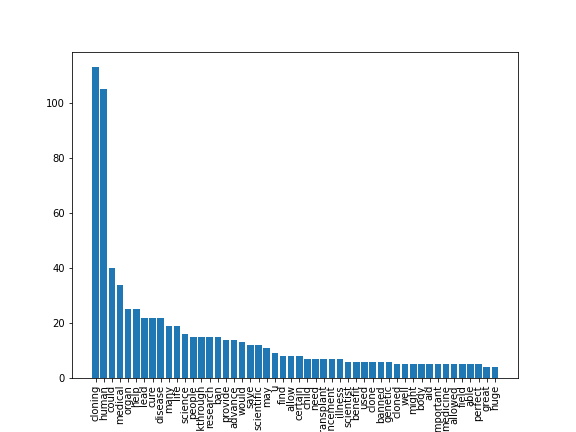 100
80
60
40
20
0
cloning
human
could
medical
organ
help
lead
cure
disease
many
life
science
people
kthrough
research
ban
provide
advance
would
save
scientific
may
u
find
allow
certain
child
need
ransplant
ncement
illness
scientist
benefit
used
clone
banned
genetic
cloned
well
might
body
aid
mportant
medicine
allowed
field
able
perfect
great
huge